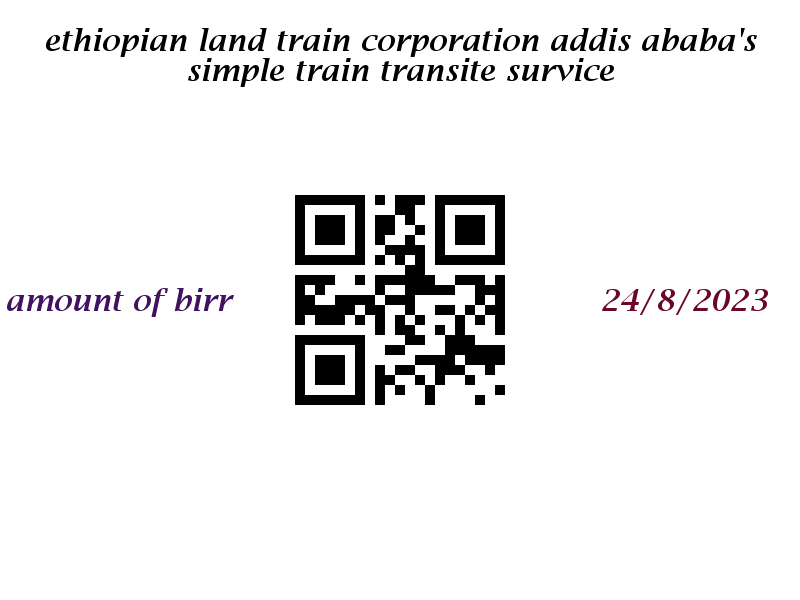 ethiopian land train corporation addis ababa's
simple train transite survice
amount of birr
24/8/2023